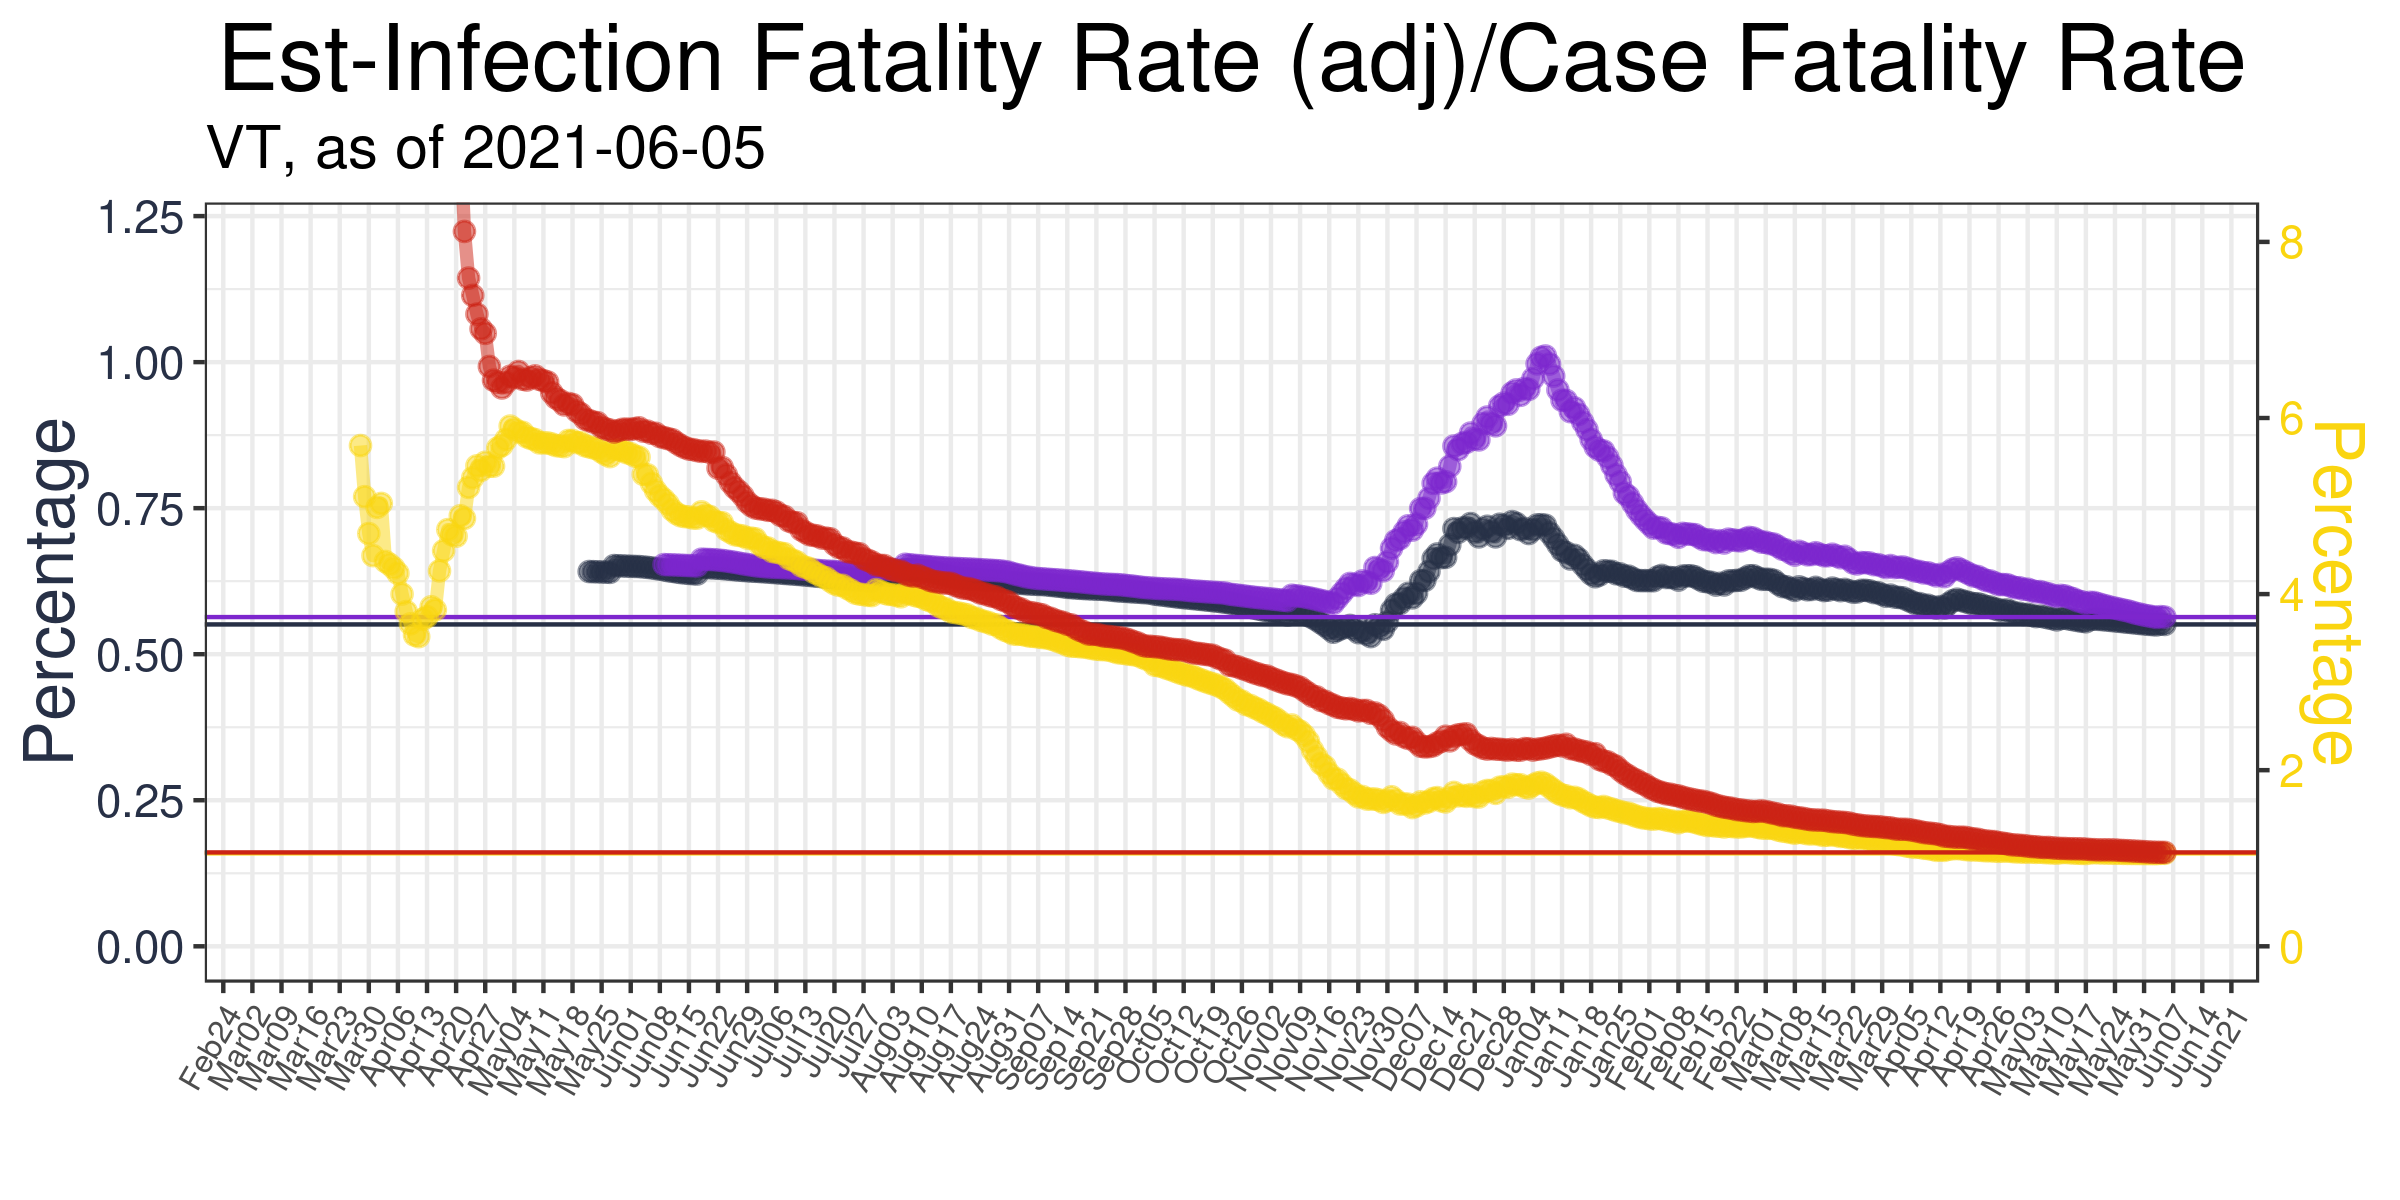 Est-Infection Fatality Rate (adj)/Case Fatality Rate
VT, as of 2021-06-05
Percentage
1.25
1.00
0.75
0.50
0.25
0.00
8
6
4
2
0
Percentage
Feb24
Mar02
Mar09
Mar16
Mar23
Mar30
Apr06
Apr13
Apr20
Apr27
May04
May11
May18
May25
Jun01
Jun08
Jun15
Jun22
Jun29
Jul06
Jul13
Jul20
Jul27
Aug03
Aug10
Aug17
Aug24
Aug31
Sep07
Sep14
Sep21
Sep28
Oct05
Oct12
Oct19
Oct26
Nov02
Nov09
Nov16
Nov23
Nov30
Dec07
Dec14
Dec21
Dec28
Jan04
Jan11
Jan18
Jan25
Feb01
Feb08
Feb15
Feb22
Mar01
Mar08
Mar15
Mar22
Mar29
Apr05
Apr12
Apr19
Apr26
May03
May10
May17
May24
May31
Jun07
Jun14
Jun21